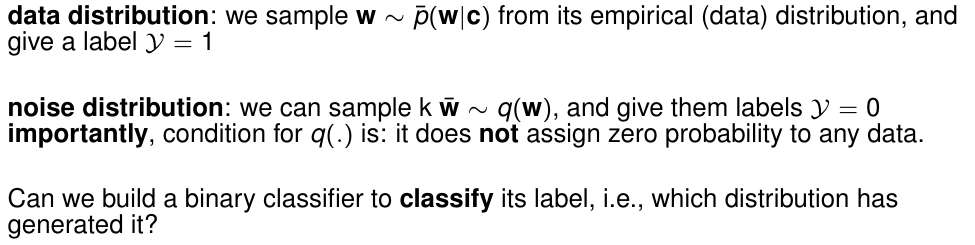 data distribution: we sample w ∼ p̄(w|c) from its empirical (data) distribution, and
give a label 𝒴 = 1
noise distribution: we can sample k w̄ ∼ q(w), and give them labels 𝒴 = 0
importantly, condition for q(.) is: it does not assign zero probability to any data.
Can we build a binary classifier to classify its label, i.e., which distribution has
generated it?